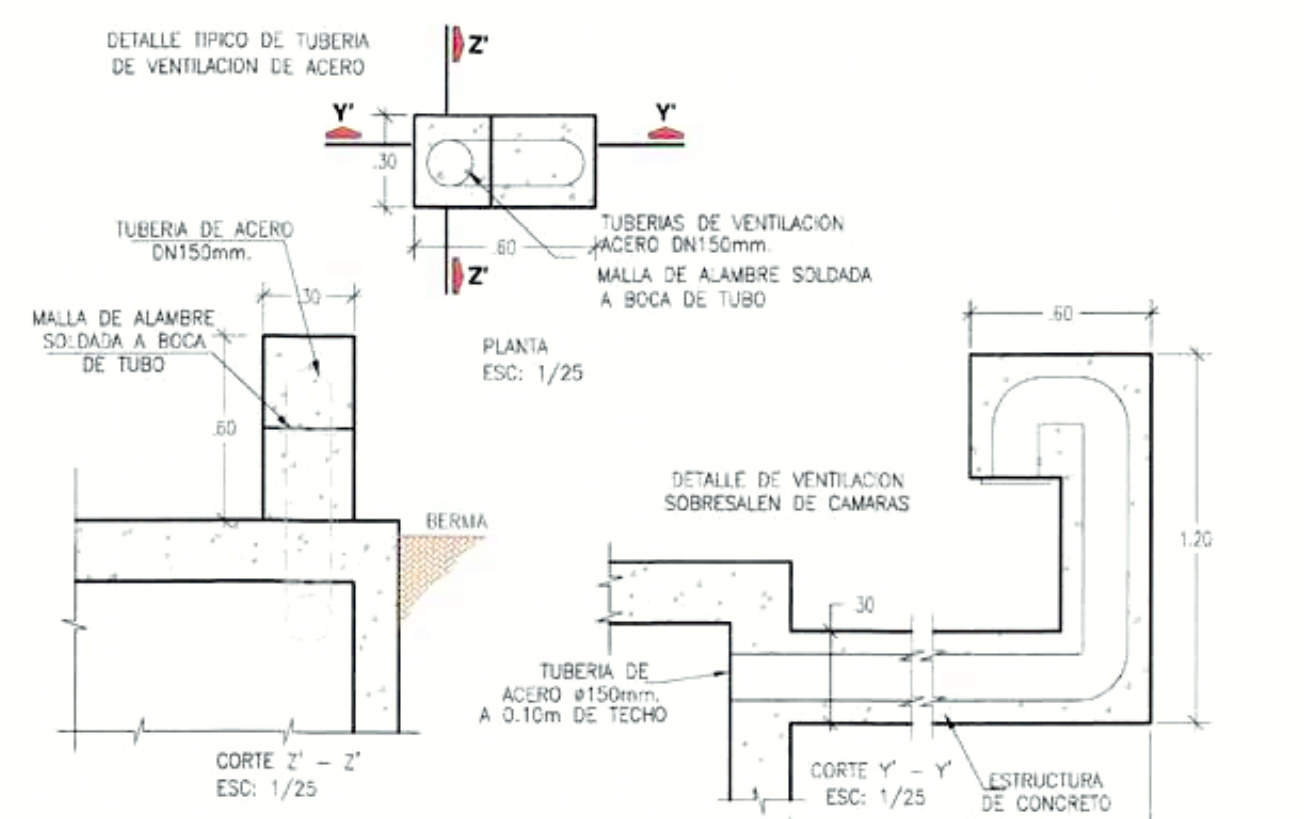 DETALLE TIPICO DE TUBERIA
DE VENTILACION DE ACERO
Z'
Y'
Y'
.30
.60
Z'
TUBERIAS DE VENTILACION
ACERO DN150mm.
MALLA DE ALAMBRE SOLDADA
A BOCA DE TUBO
PLANTA
ESC: 1/25
TUBERIA DE ACERO
DN150mm.
.30
MALLA DE ALAMBRE
SOLDADA A BOCA
DE TUBO
.60
BERMA
CORTE Z' - Z'
ESC: 1/25
.60
DETALLE DE VENTILACION
SOBRESALEN DE CAMARAS
1.20
.30
TUBERIA DE
ACERO ø150mm.
A 0.10m DE TECHO
CORTE Y' - Y'
ESC: 1/25
ESTRUCTURA
DE CONCRETO